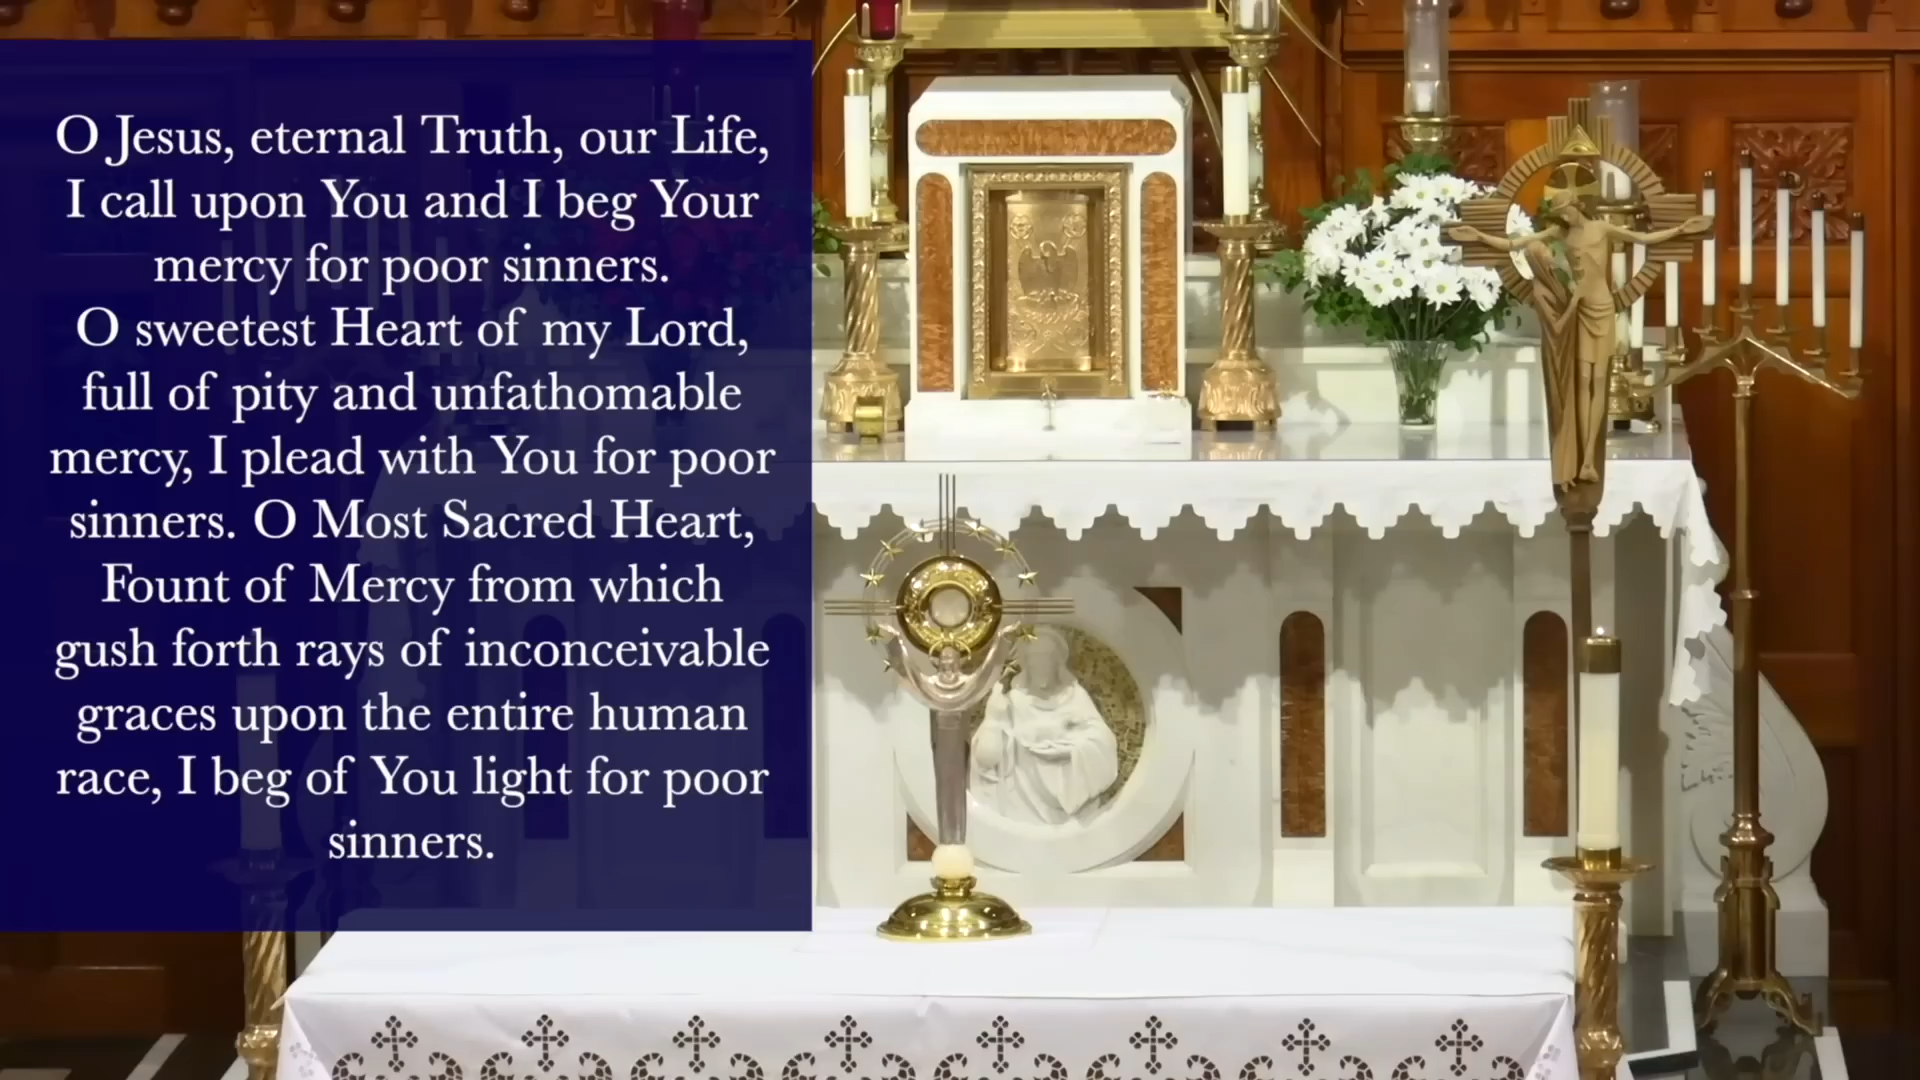 O Jesus, eternal Truth, our Life,
I call upon You and I beg Your
mercy for poor sinners.
O sweetest Heart of my Lord,
full of pity and unfathomable
mercy, I plead with You for poor
sinners. O Most Sacred Heart,
Fount of Mercy from which
gush forth rays of inconceivable
graces upon the entire human
race, I beg of You light for poor
sinners.